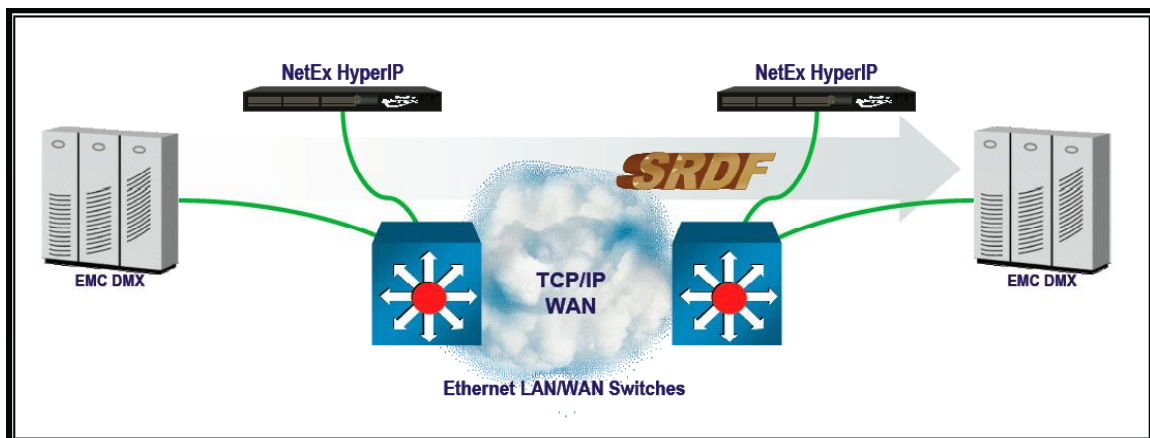 NetEx HyperIP
NetEx HyperIP
SRDF
EMC DMX
TCP/IP
WAN
EMC DMX
Ethernet LAN/WAN Switches